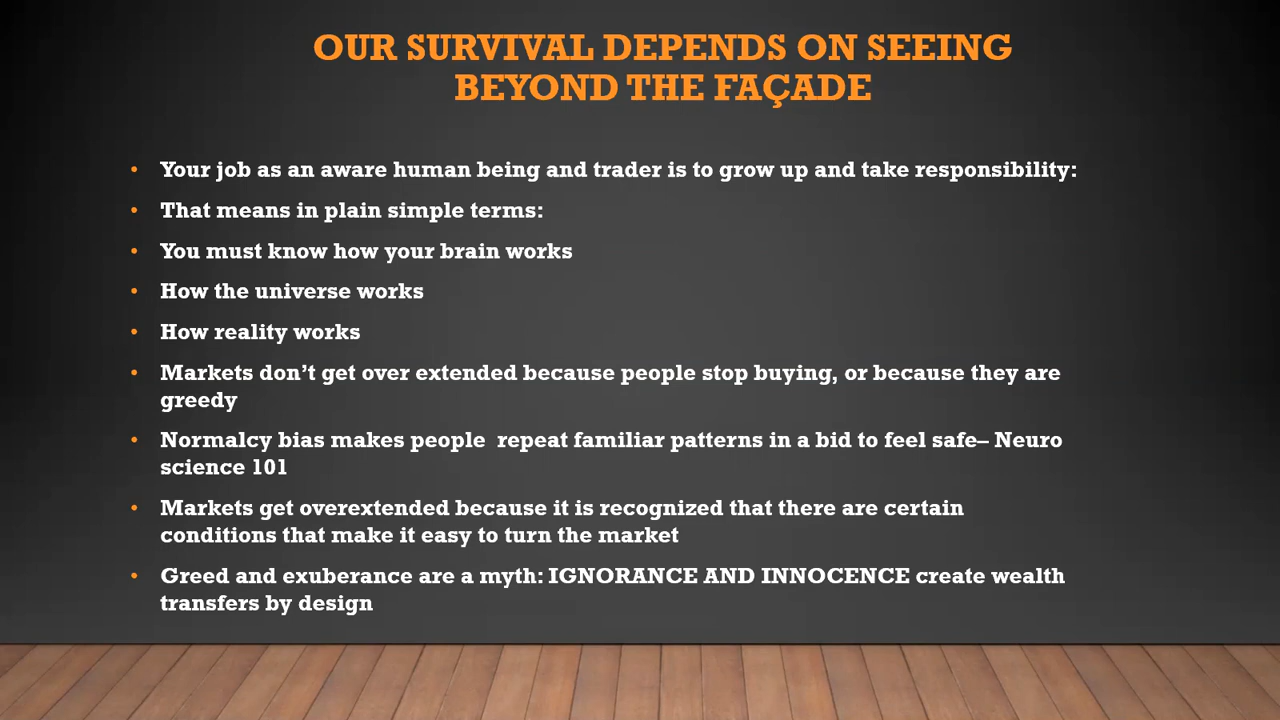 OUR SURVIVAL DEPENDS ON SEEING
BEYOND THE FAÇADE
• Your job as an aware human being and trader is to grow up and take responsibility:
• That means in plain simple terms:
• You must know how your brain works
• How the universe works
• How reality works
• Markets don’t get over extended because people stop buying, or because they are
greedy
• Normalcy bias makes people  repeat familiar patterns in a bid to feel safe– Neuro
science 101
• Markets get overextended because it is recognized that there are certain
conditions that make it easy to turn the market
• Greed and exuberance are a myth: IGNORANCE AND INNOCENCE create wealth
transfers by design